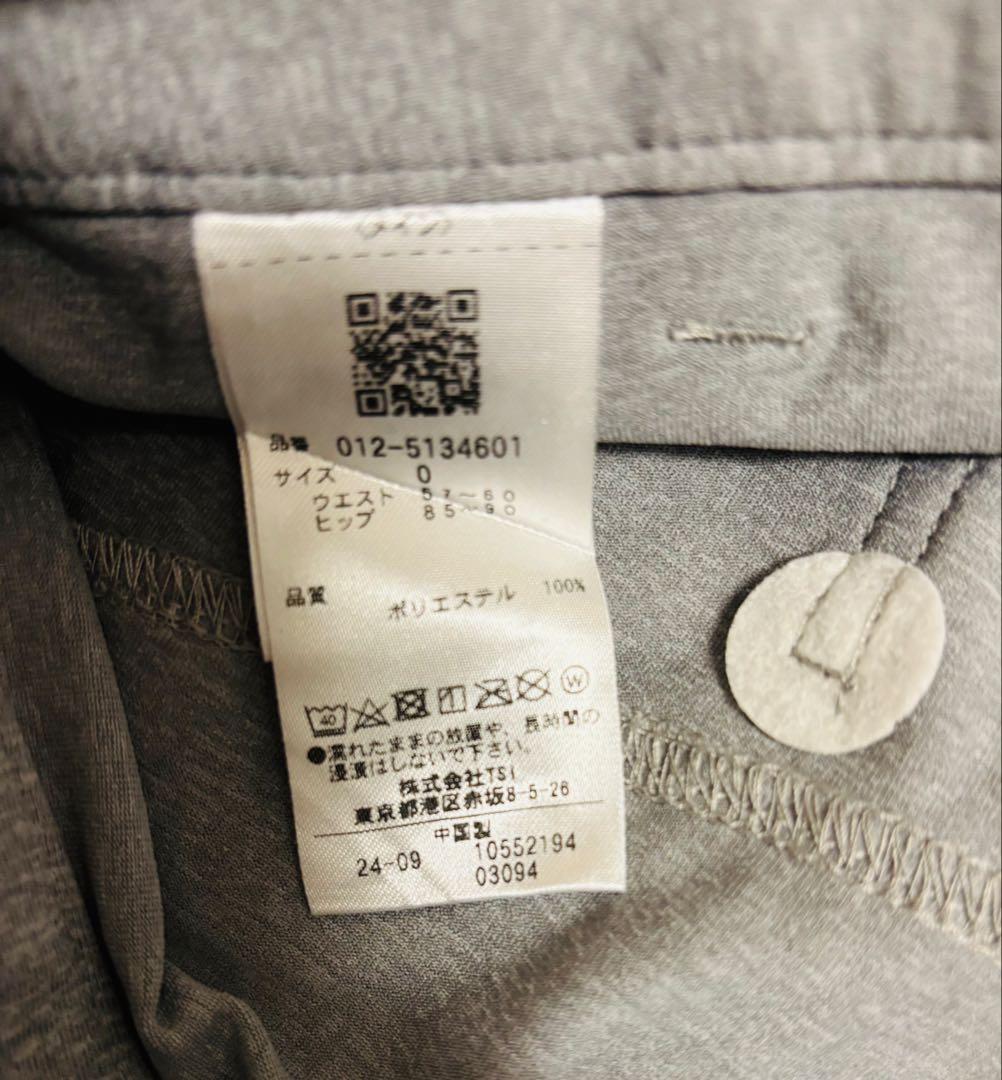 品番 012-5134601
サイズ 0
ウエスト 57~60
ヒップ 85~90
品質 ポリエステル 100%
40 W
●濡れたままの放置や、長時間の
浸漬はしないで下さい。
株式会社TSI
東京都港区赤坂8-5-26
中国製
24-09 10552194
03094